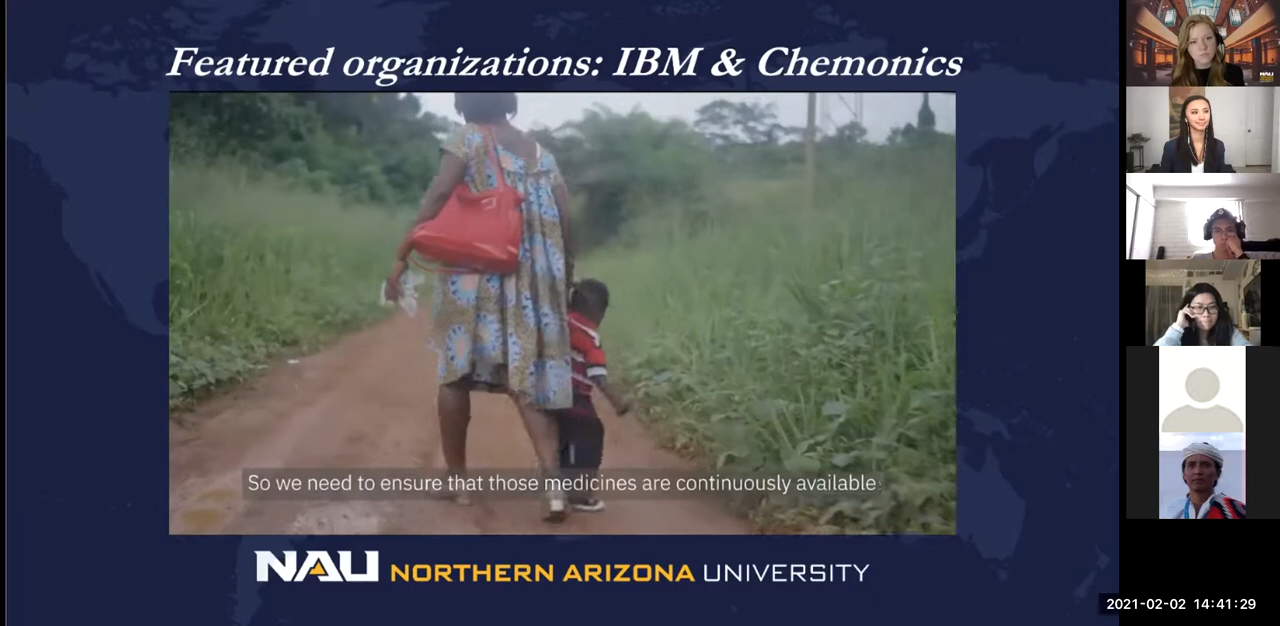 Featured organizations: IBM & Chemonics
So we need to ensure that those medicines are continuously available
NAU NORTHERN ARIZONA UNIVERSITY
NAU
2021-02-02 14:41:29